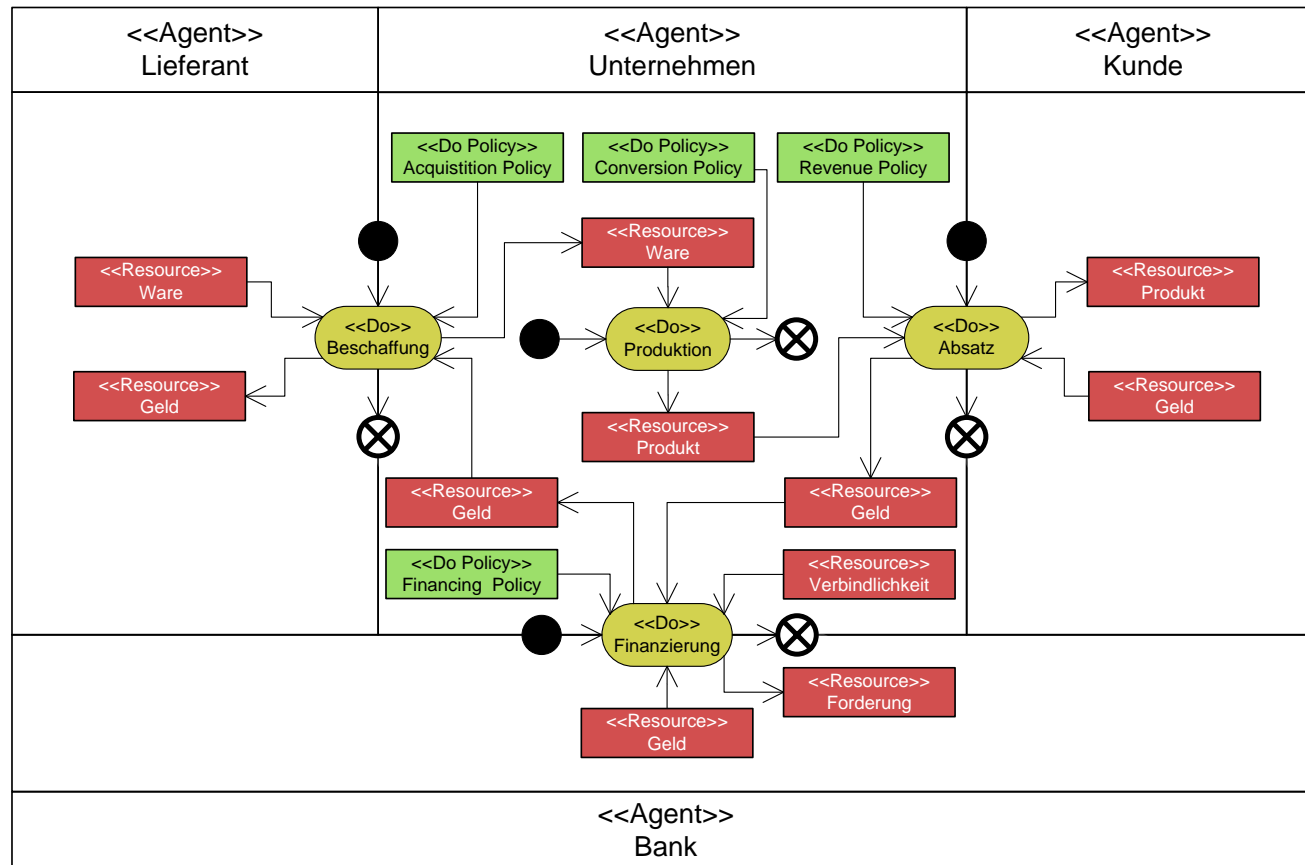 <<Agent>>
Lieferant
<<Agent>>
Unternehmen
<<Agent>>
Kunde
<<Do Policy>>
Acquistition Policy
<<Do Policy>>
Conversion Policy
<<Do Policy>>
Revenue Policy
<<Resource>>
Ware
<<Resource>>
Ware
<<Resource>>
Produkt
<<Do>>
Beschaffung
<<Do>>
Produktion
<<Do>>
Absatz
<<Resource>>
Geld
<<Resource>>
Produkt
<<Resource>>
Geld
<<Resource>>
Geld
<<Resource>>
Geld
<<Do Policy>>
Financing Policy
<<Resource>>
Verbindlichkeit
<<Do>>
Finanzierung
<<Resource>>
Forderung
<<Resource>>
Geld
<<Agent>>
Bank